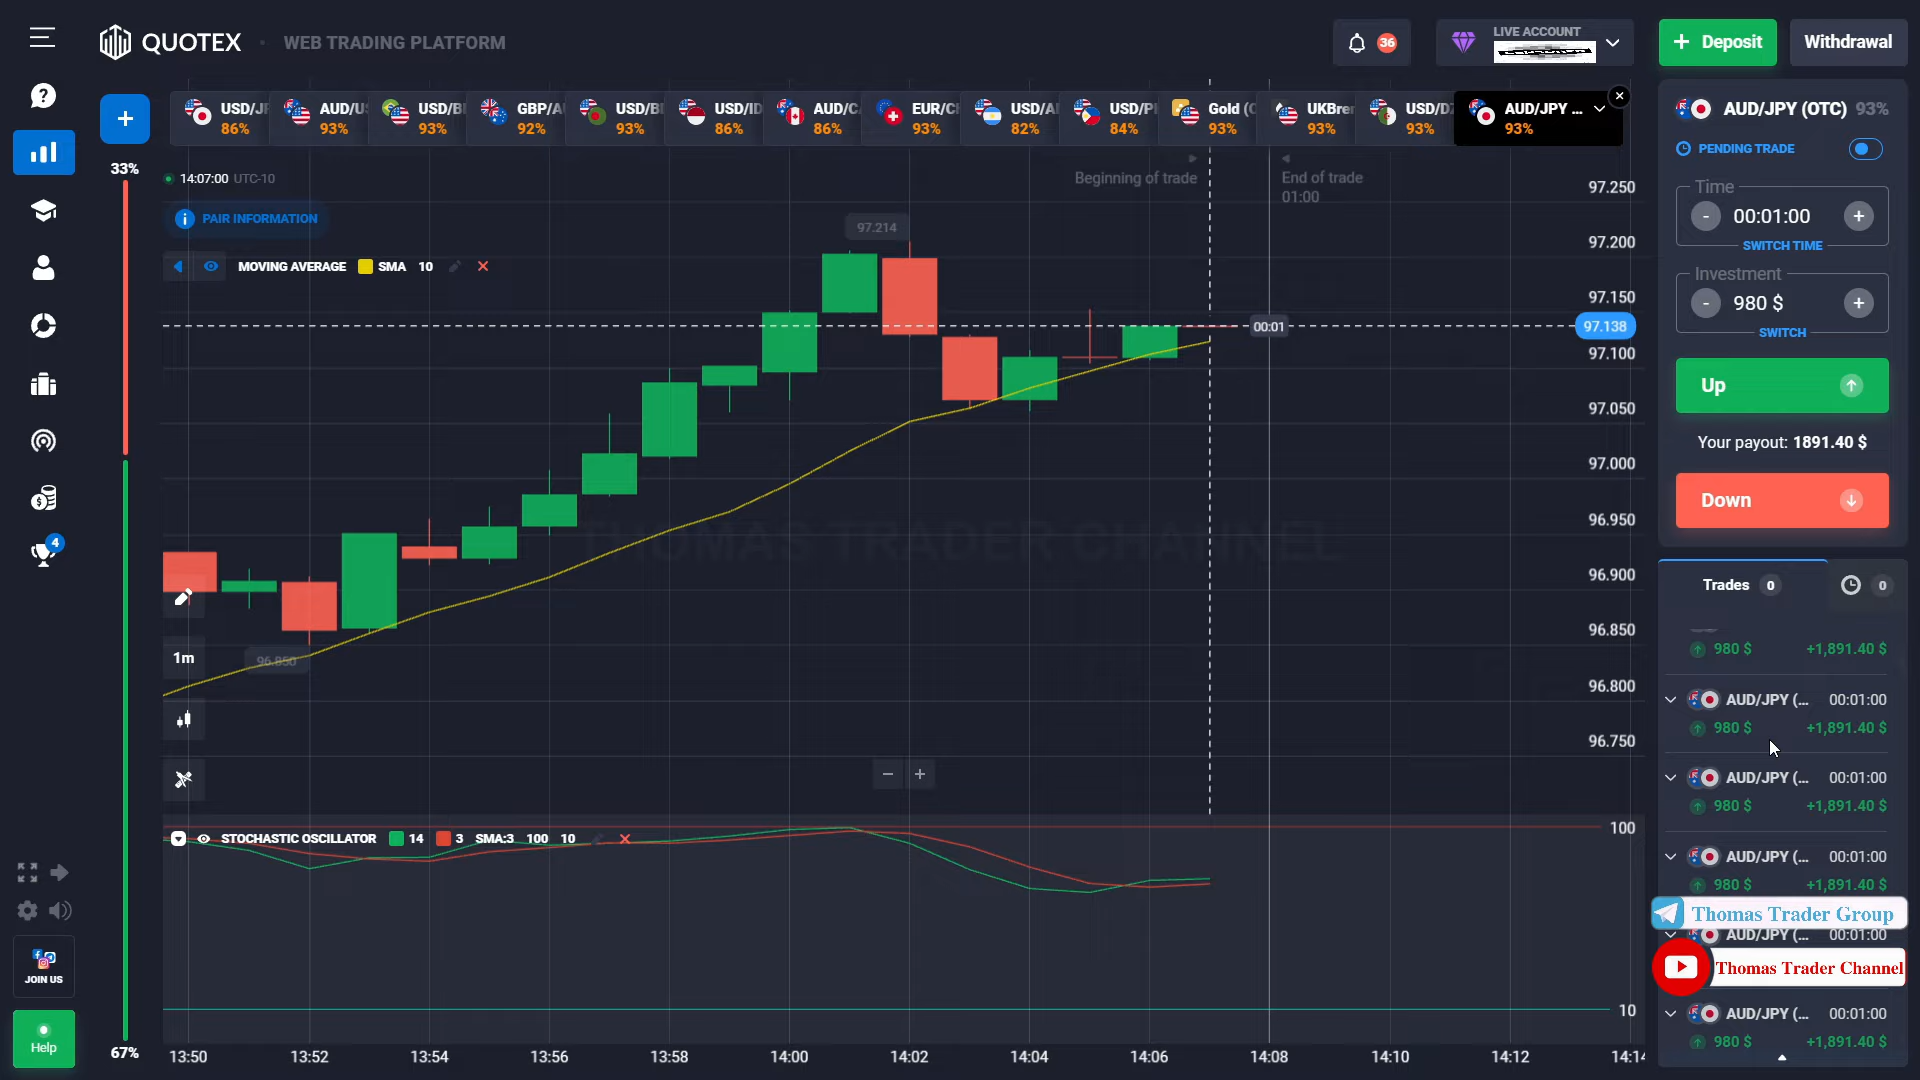 QUOTEX
WEB TRADING PLATFORM
36
LIVE ACCOUNT
Deposit
Withdrawal
USD/JP
86%
AUD/US
93%
USD/B
93%
GBP/A
92%
USD/B
93%
USD/ID
86%
AUD/C
86%
EUR/C
93%
USD/A
82%
USD/P
84%
Gold (
93%
UKBre
93%
USD/DZ
93%
AUD/JPY ...
93%
33%
67%
14:07:00 UTC-10
PAIR INFORMATION
MOVING AVERAGE SMA 10
Beginning of trade
End of trade
01:00
97.214
96.850
00:01
97.250
97.200
97.150
97.138
97.100
97.050
97.000
96.950
96.900
96.850
96.800
96.750
THOMAS TRADER CHANNEL
1m
STOCHASTIC OSCILLATOR 14 3 SMA:3 100 10
100
10
13:50 13:52 13:54 13:56 13:58 14:00 14:02 14:04 14:06 14:08 14:10 14:12 14:14
4
JOIN US
Help
AUD/JPY (OTC) 93%
PENDING TRADE
Time
- 00:01:00 +
SWITCH TIME
Investment
- 980 $ +
SWITCH
Up
Your payout: 1891.40 $
Down
Trades 0
0
980 $ +1,891.40 $
AUD/JPY (... 00:01:00
980 $ +1,891.40 $
AUD/JPY (... 00:01:00
980 $ +1,891.40 $
AUD/JPY (... 00:01:00
980 $ +1,891.40 $
Thomas Trader Group
AUD/JPY (... 00:01:00
Thomas Trader Channel
AUD/JPY (... 00:01:00
980 $ +1,891.40 $